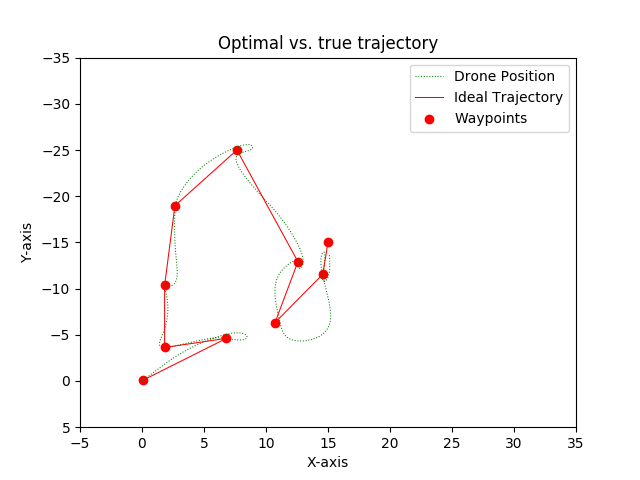 Optimal vs. true trajectory
Drone Position
Ideal Trajectory
Waypoints
Y-axis
−35
−30
−25
−20
−15
−10
−5
0
5
−5 0 5 10 15 20 25 30 35
X-axis